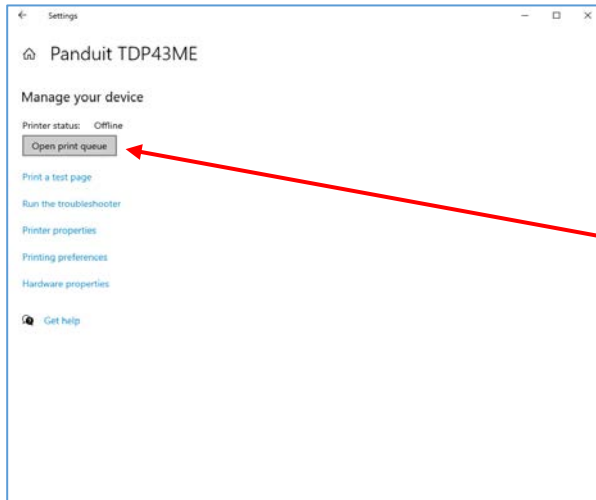 Settings
Panduit TDP43ME
Manage your device
Printer status: Offline
Open print queue
Print a test page
Run the troubleshooter
Printer properties
Printing preferences
Hardware properties
Get help